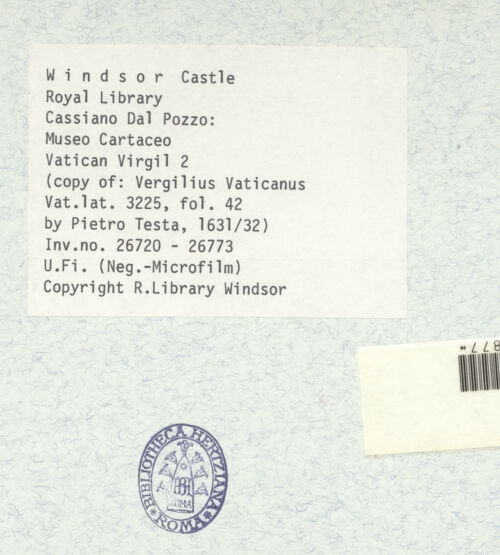 Windsor Castle
Royal Library
Cassiano Dal Pozzo:
Museo Cartaceo
Vatican Virgil 2
(copy of: Vergilius Vaticanus
Vat.lat. 3225, fol. 42
by Pietro Testa, 1631/32)
Inv.no. 26720 - 26773
U.Fi. (Neg.-Microfilm)
Copyright R.Library Windsor
877*
BIBLIOTHECA HERTZIANA
*ROMA*
ROMA